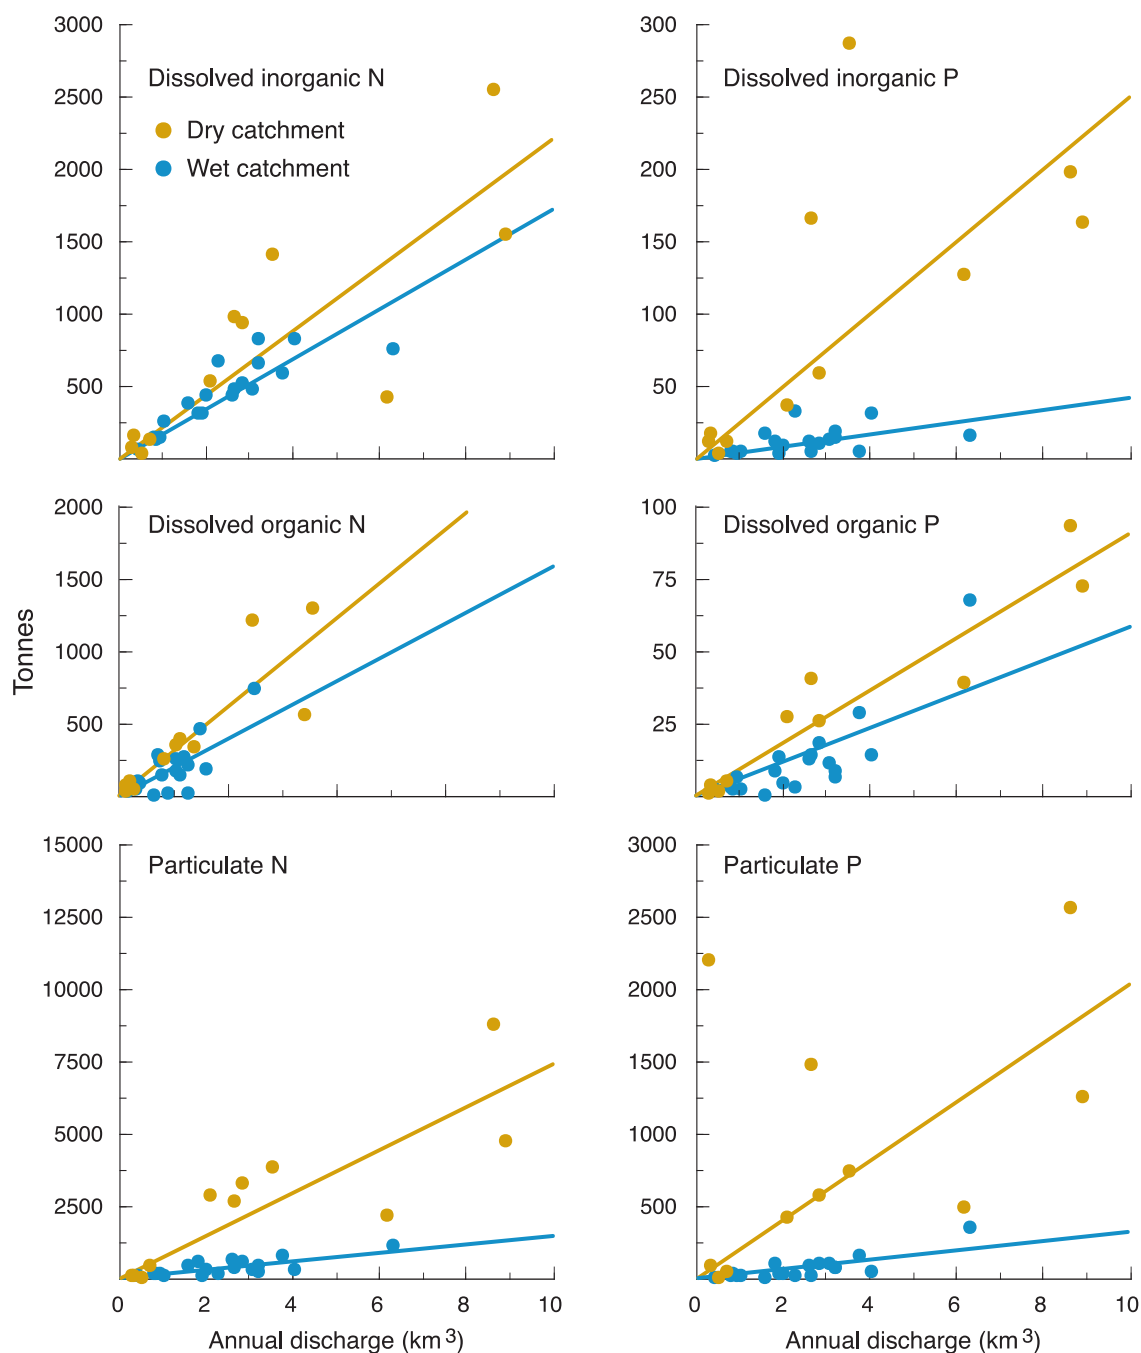 3000
2500
2000
1500
1000
500
Dissolved inorganic N
Dry catchment
Wet catchment
300
250
200
150
100
50
Dissolved inorganic P
2000
1500
1000
500
Dissolved organic N
100
75
50
25
Dissolved organic P
Tonnes
15000
12500
10000
7500
5000
2500
Particulate N
0 2 4 6 8 10
Annual discharge (km3)
3000
2500
2000
1500
1000
500
Particulate P
0 2 4 6 8 10
Annual discharge (km3)